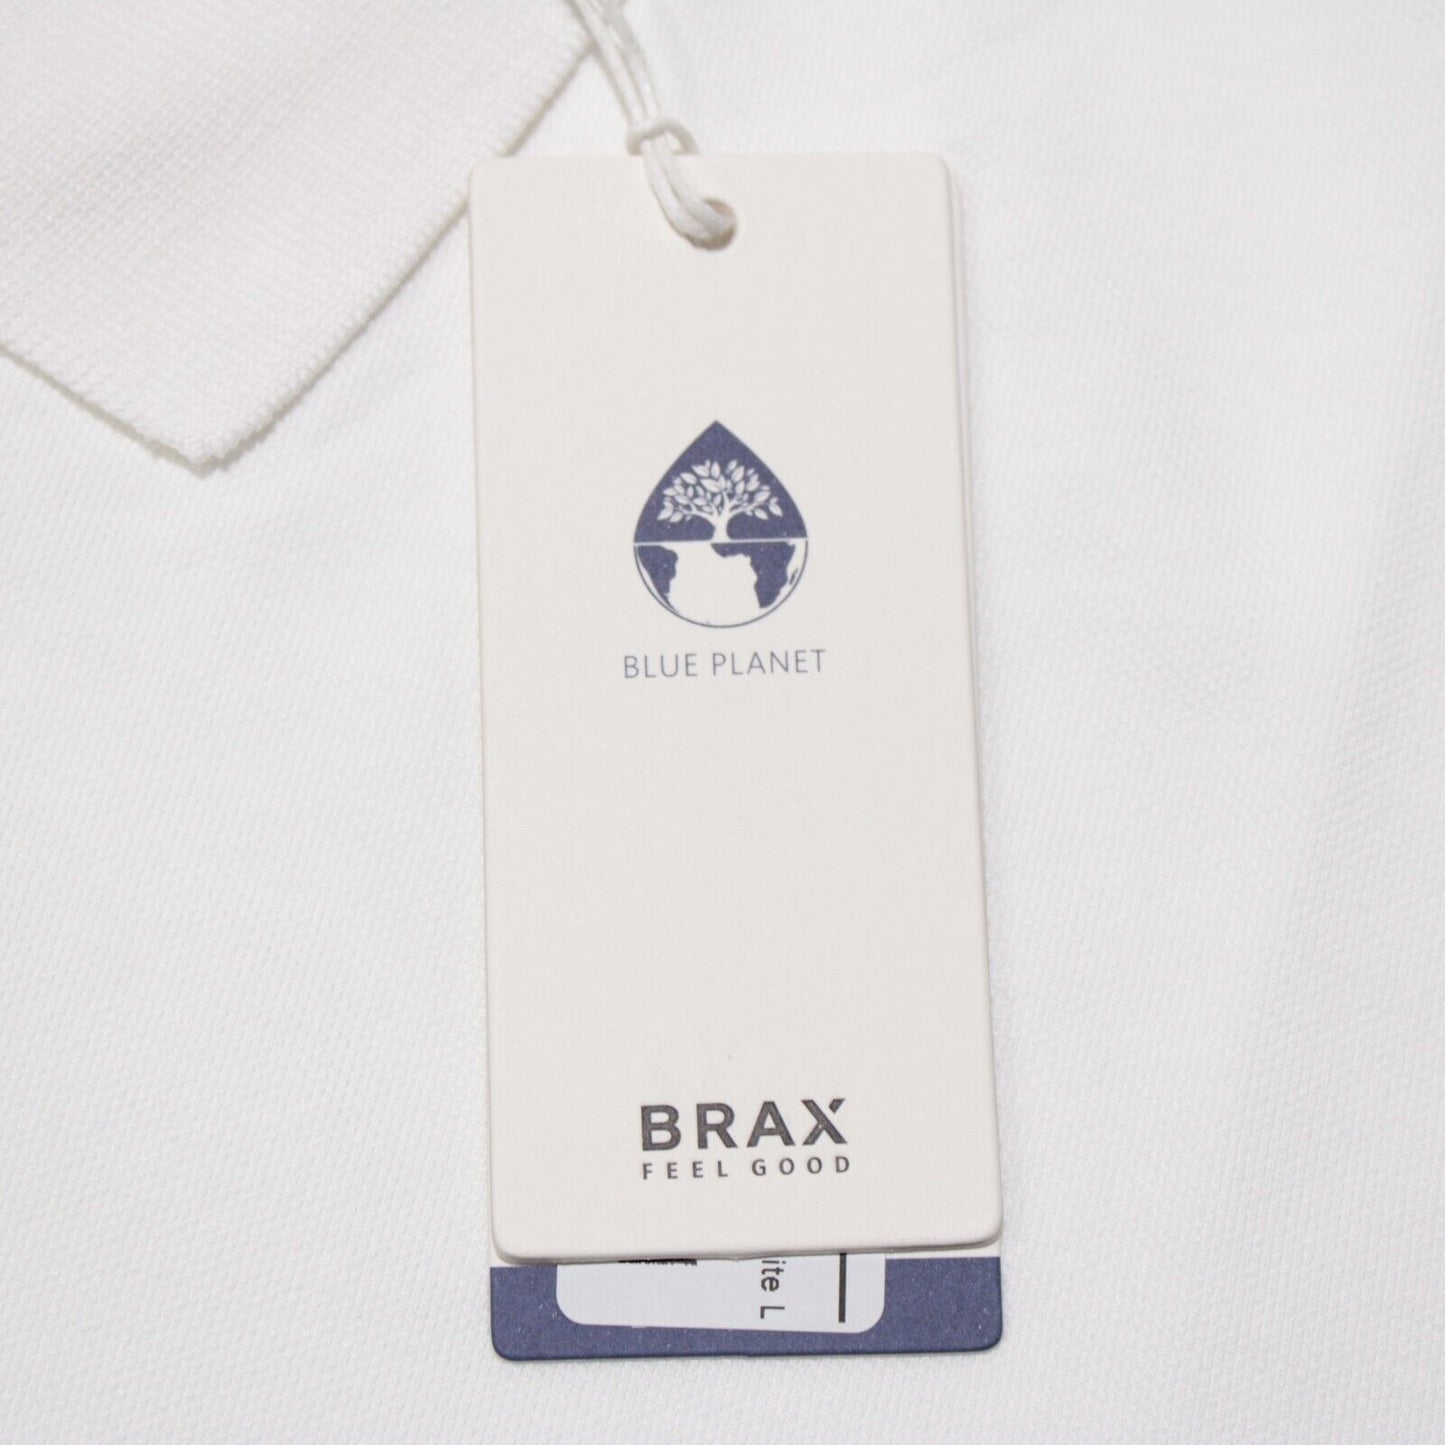 BLUE PLANET
BRAX
FEEL GOOD
ite L